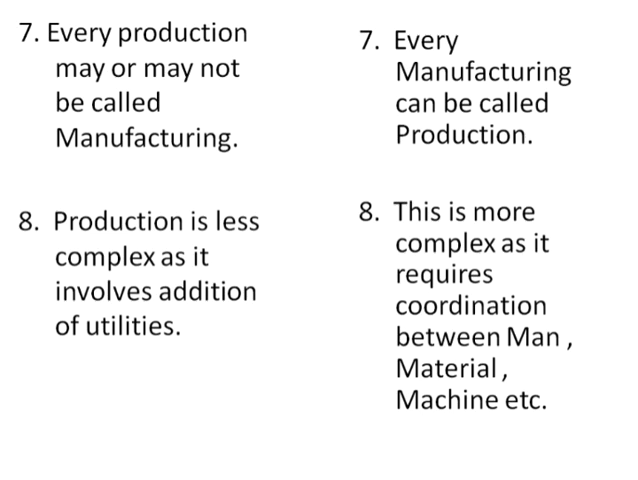 7. Every production
may or may not
be called
Manufacturing.
8. Production is less
complex as it
involves addition
of utilities.
7. Every
Manufacturing
can be called
Production.
8. This is more
complex as it
requires
coordination
between Man ,
Material ,
Machine etc.